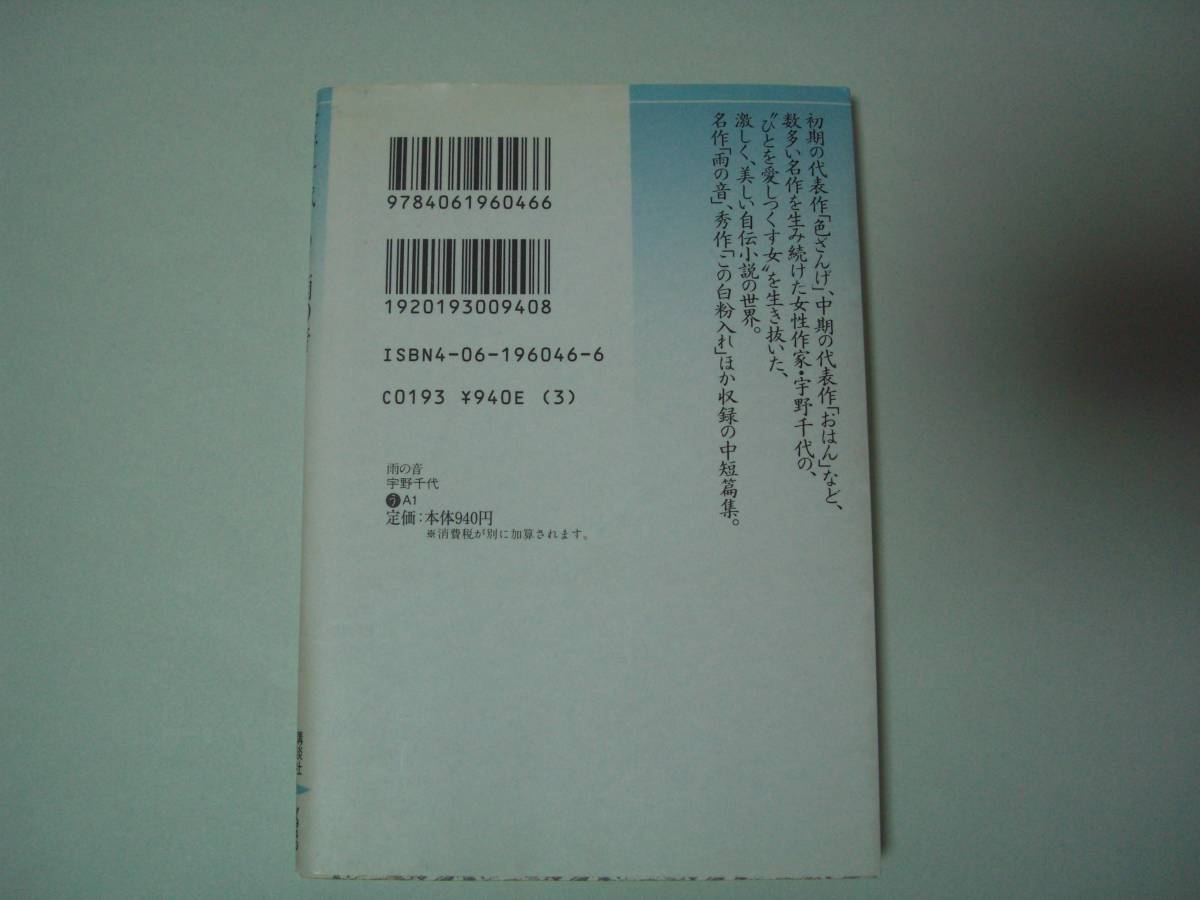 初期の代表作「色ざんげ」、中期の代表作「おはん」など、
数多い名作を生み続けた女性作家・宇野千代の、
〝ひとを愛しつくす女〟を生き抜いた、
激しく、美しい自伝小説の世界。
名作「雨の音」、秀作「この白粉入れ」ほか収録の中短篇集。
9784061960466
1920193009408
ISBN4-06-196046-6
C0193 ¥940E (3)
雨の音
宇野千代
う A1
定価:本体940円
※消費税が別に加算されます。
講談社